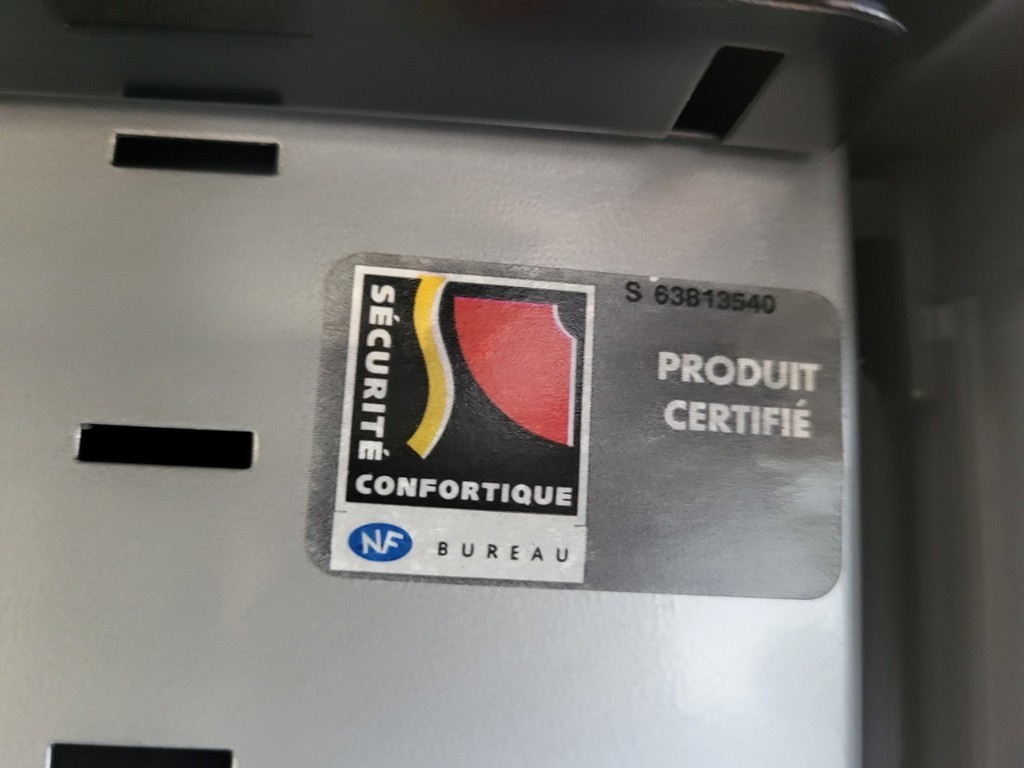 S 63813540
PRODUIT
CERTIFIÉ
SÉCURITÉ
CONFORTIQUE
NF BUREAU